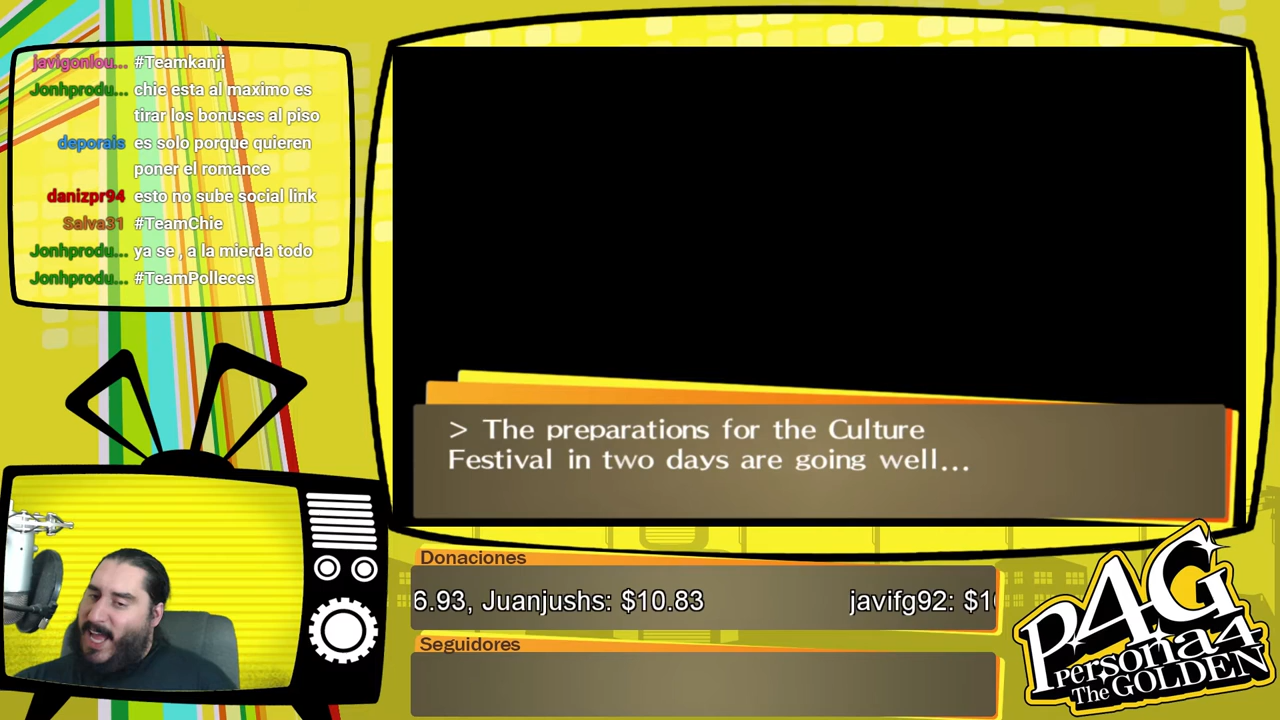 javigonlou... #Teamkanji
Jonhprodu... chie esta al maximo es
tirar los bonuses al piso
deporais es solo porque quieren
poner el romance
danizpr94 esto no sube social link
Salva31 #TeamChie
Jonhprodu... ya se , a la mierda todo
Jonhprodu... #TeamPolleces
> The preparations for the Culture
Festival in two days are going well...
Donaciones
6.93, Juanjushs: $10.83 javifg92: $1
Seguidores
P4G
Persona4
The GOLDEN